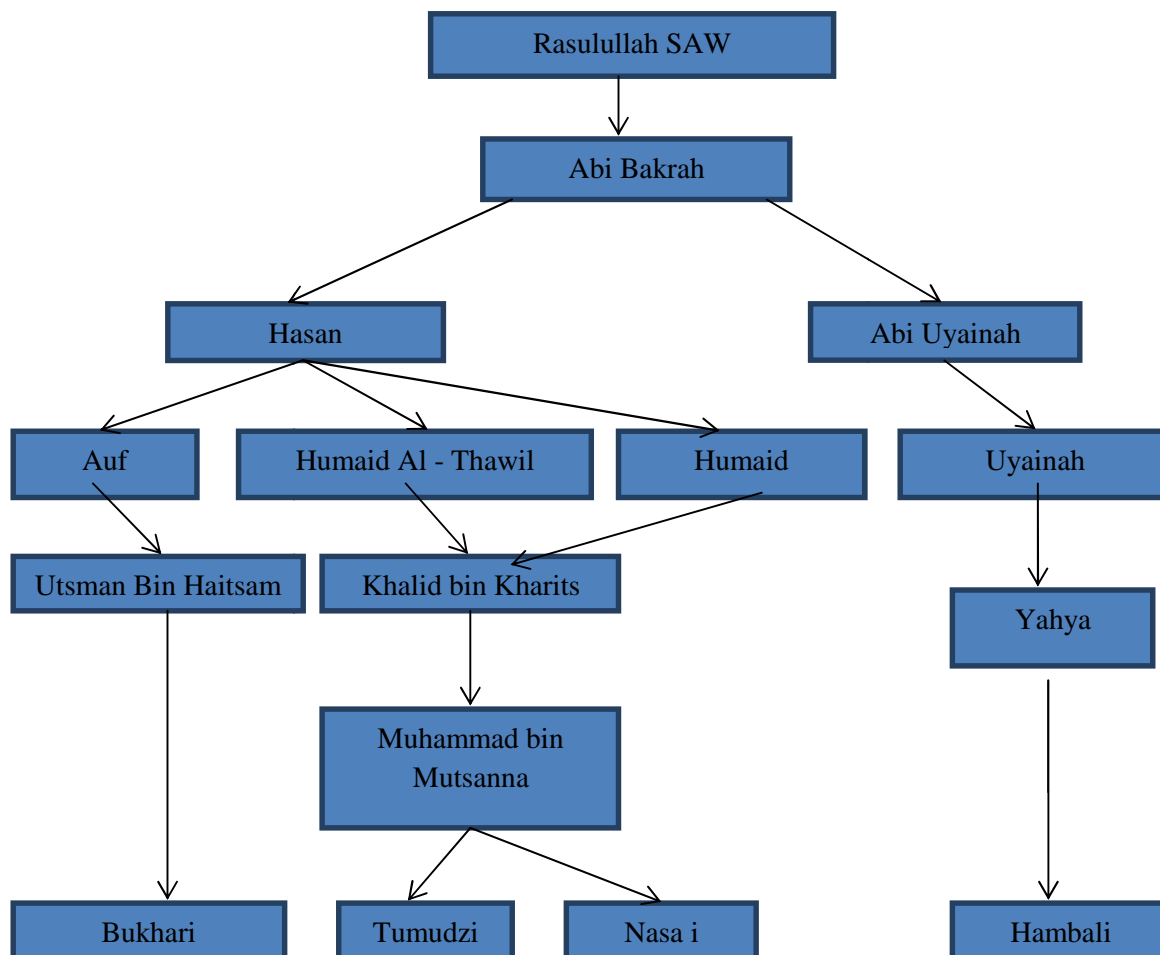 Rasulullah SAW
Abi Bakrah
Hasan
Abi Uyainah
Auf
Humaid Al - Thawil
Humaid
Uyainah
Utsman Bin Haitsam
Khalid bin Kharits
Yahya
Muhammad bin
Mutsanna
Bukhari
Tumudzi
Nasa i
Hambali